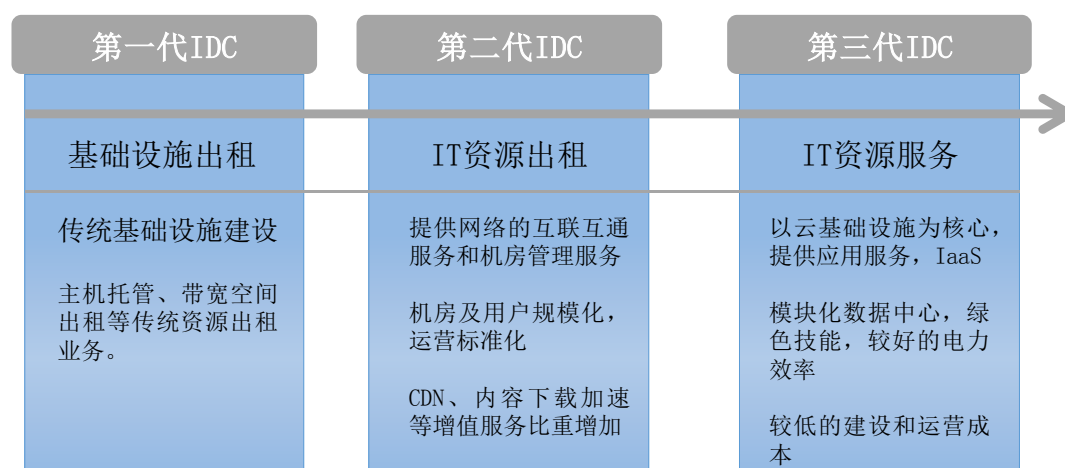 第一代IDC
第二代IDC
第三代IDC
基础设施出租
IT资源出租
IT资源服务
传统基础设施建设
主机托管、带宽空间
出租等传统资源出租
业务。
提供网络的互联互通
服务和机房管理服务
机房及用户规模化，
运营标准化
CDN、内容下载加速
等增值服务比重增加
以云基础设施为核心，
提供应用服务，IaaS
模块化数据中心，绿
色技能，较好的电力
效率
较低的建设和运营成
本